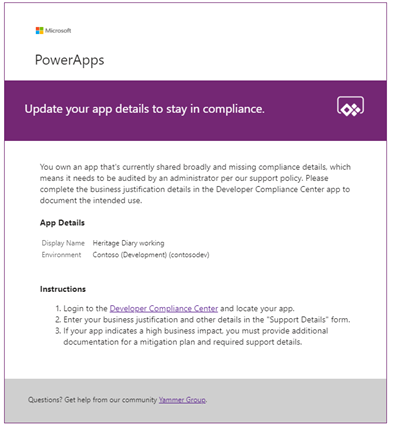 Microsoft
PowerApps
Update your app details to stay in compliance.
You own an app that's currently shared broadly and missing compliance details, which
means it needs to be audited by an administrator per our support policy. Please
complete the business justification details in the Developer Compliance Center app to
document the intended use.
App Details
Display Name Heritage Diary working
Environment Contoso (Development) (contosodev)
Instructions
1. Login to the Developer Compliance Center and locate your app.
2. Enter your business justification and other details in the "Support Details" form.
3. If your app indicates a high business impact, you must provide additional
documentation for a mitigation plan and required support details.
Questions? Get help from our community Yammer Group.